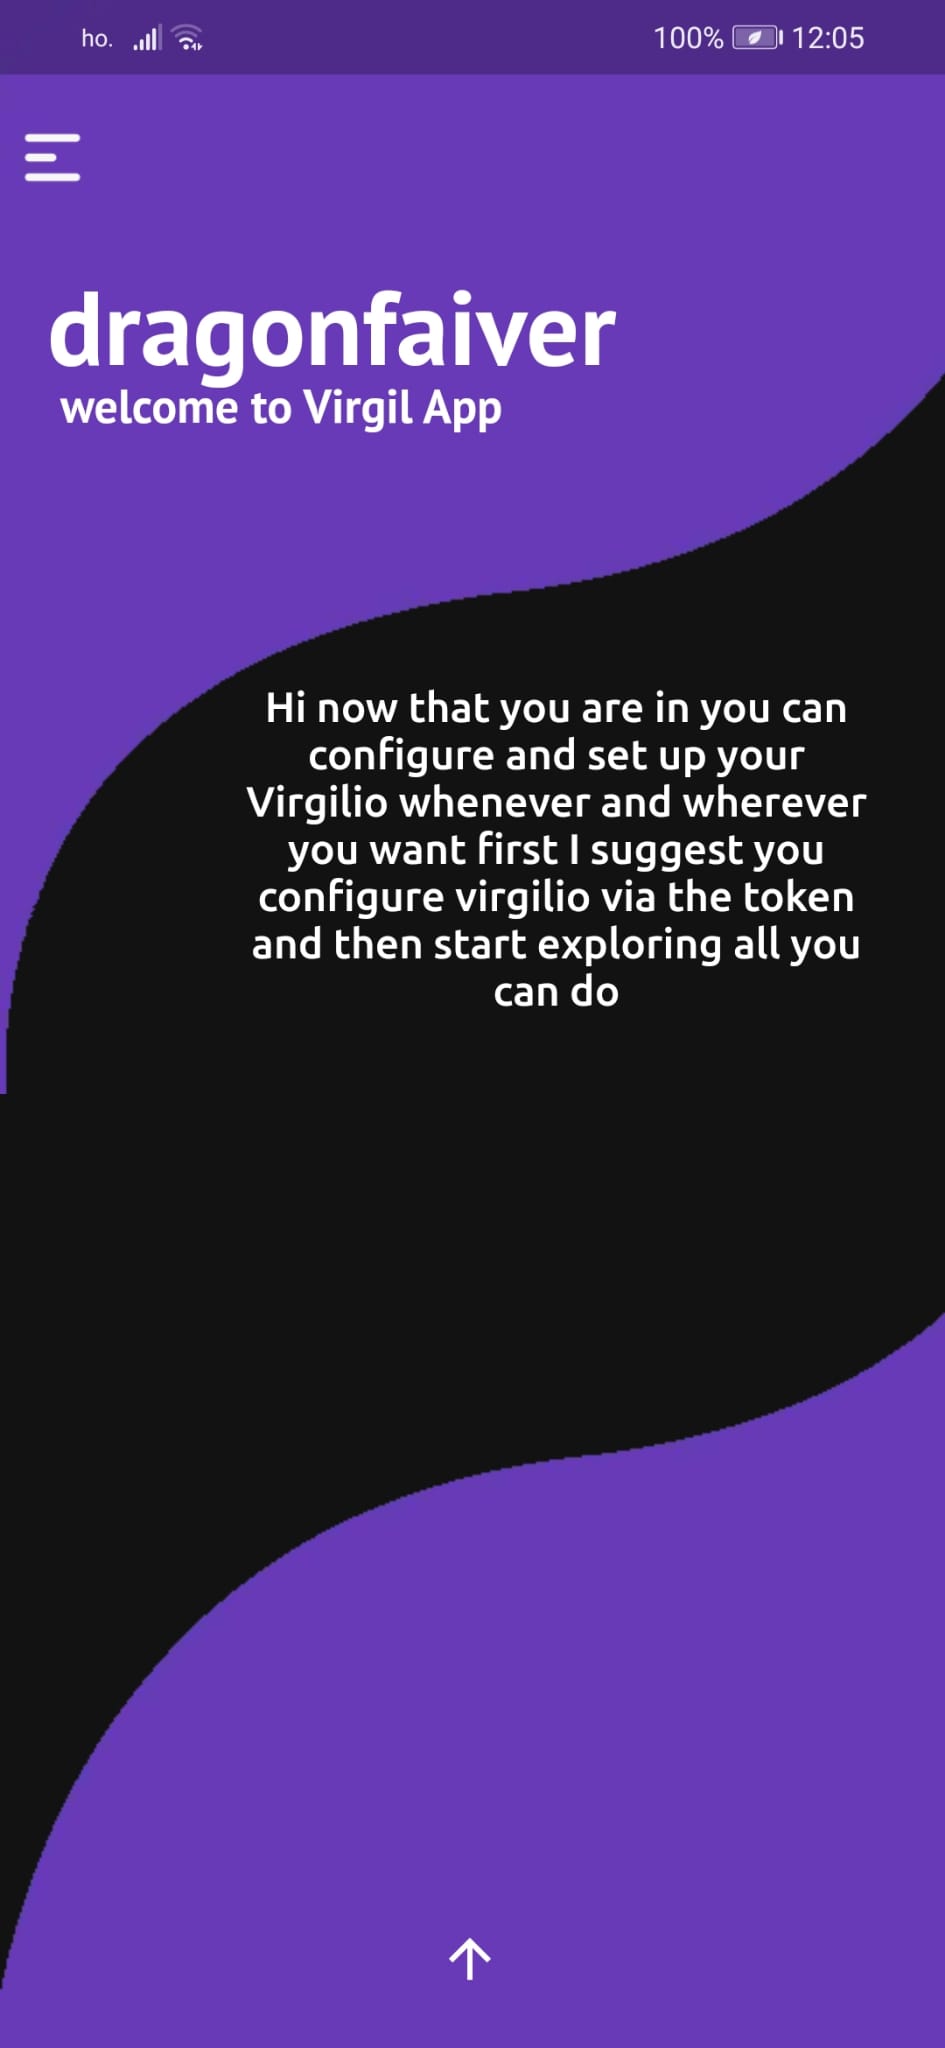 ho.
100% 12:05
dragonfaiver
welcome to Virgil App
Hi now that you are in you can
configure and set up your
Virgilio whenever and wherever
you want first I suggest you
configure virgilio via the token
and then start exploring all you
can do